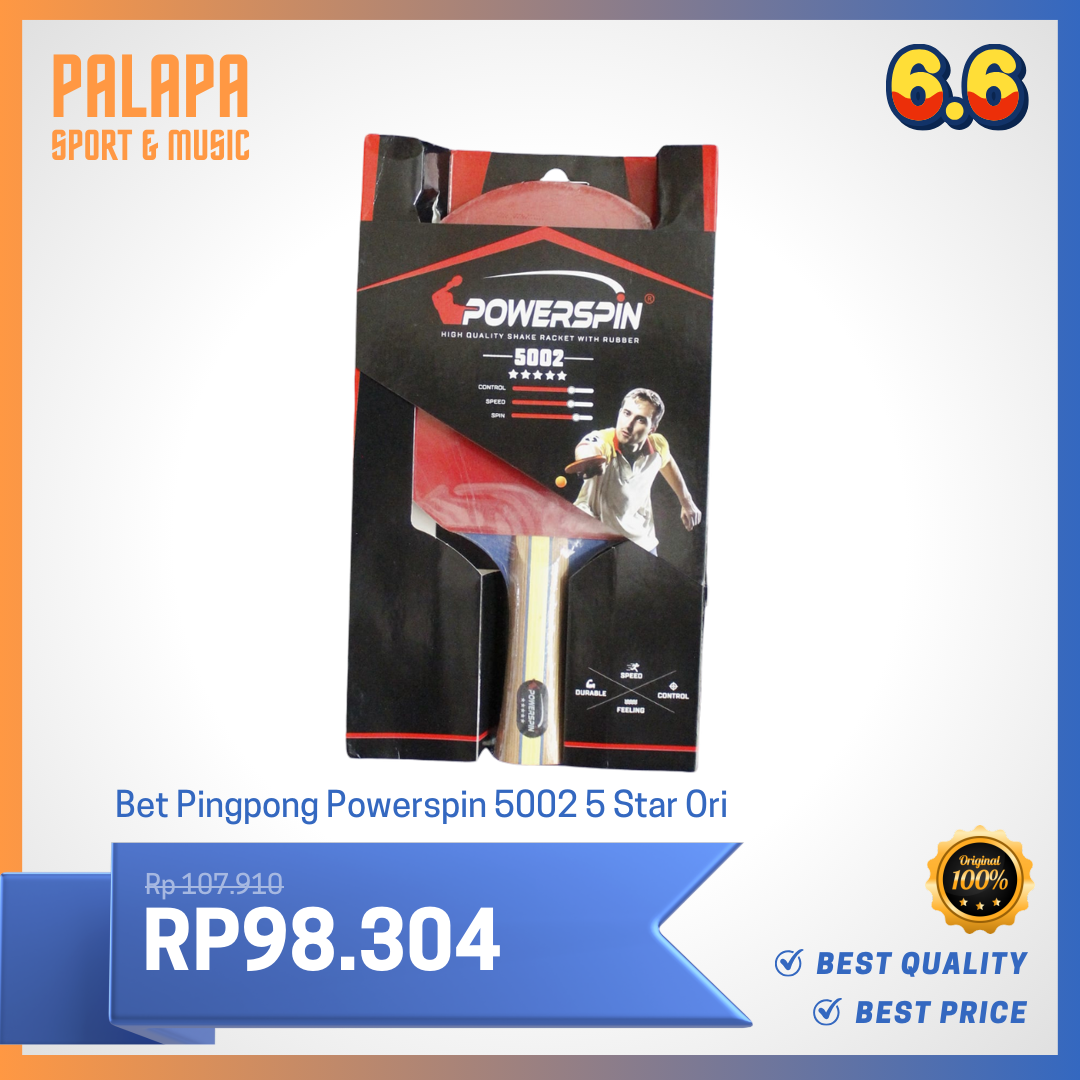 PALAPA
SPORT & MUSIC
6.6
POWERSPIN®
HIGH QUALITY SHAKE RACKET WITH RUBBER
5002
CONTROL
SPEED
SPIN
SPEED
DURABLE
CONTROL
FEELING
POWERSPIN
Bet Pingpong Powerspin 5002 5 Star Ori
Rp 107.910
RP98.304
Original
100%
BEST QUALITY
BEST PRICE